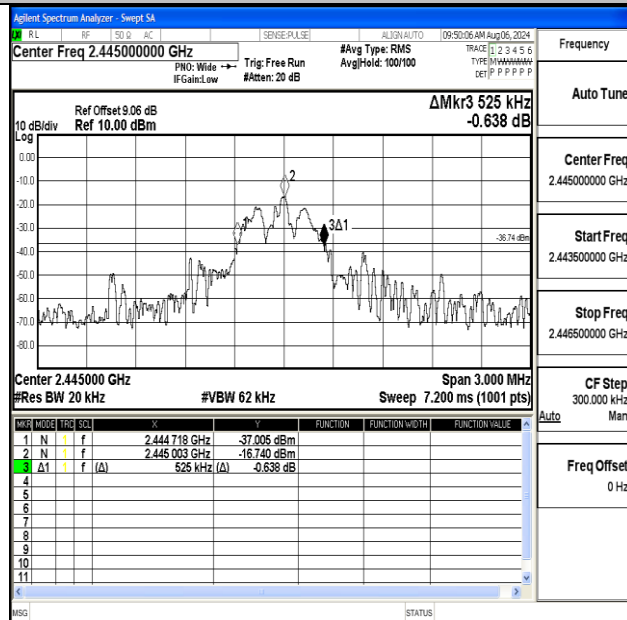 Agilent Spectrum Analyzer - Swept SA
RL RF 50 Ω AC SENSE:PULSE ALIGN AUTO 09:50:06 AM Aug 06, 2024
Center Freq 2.445000000 GHz
PNO: Wide
IFGain:Low
Trig: Free Run
#Atten: 20 dB
#Avg Type: RMS
Avg|Hold: 100/100
TRACE 1 2 3 4 5 6
TYPE
DET P P P P P P
Ref Offset 9.06 dB
10 dB/div Ref 10.00 dBm
Log
ΔMkr3 525 kHz
-0.638 dB
0.00
-10.0
-20.0
-30.0
-40.0
-50.0
-60.0
-70.0
-80.0
1
2
3Δ1
-36.74 dBm
Center 2.445000 GHz Span 3.000 MHz
#Res BW 20 kHz #VBW 62 kHz Sweep 7.200 ms (1001 pts)
MKR MODE TRC SCL X Y FUNCTION FUNCTION WIDTH FUNCTION VALUE
1 N 1 f 2.444 718 GHz -37.005 dBm
2 N 1 f 2.445 003 GHz -16.740 dBm
3 Δ1 1 f (Δ) 525 kHz (Δ) -0.638 dB
4
5
6
7
8
9
10
11
MSG STATUS
Frequency
Auto Tune
Center Freq
2.445000000 GHz
Start Freq
2.443500000 GHz
Stop Freq
2.446500000 GHz
CF Step
300.000 kHz
Auto Man
Freq Offset
0 Hz